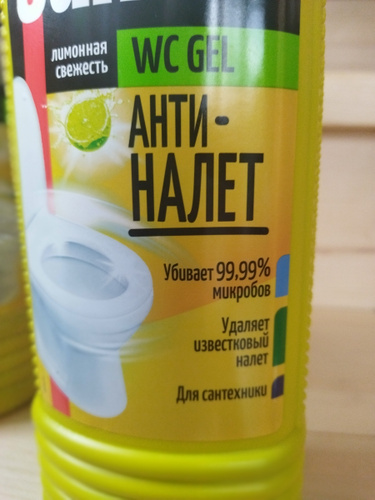 лимонная
свежесть
WC GEL
АНТИ-
НАЛЕТ
Убивает 99,99%
микробов
Удаляет
известковый
налет
Для сантехники